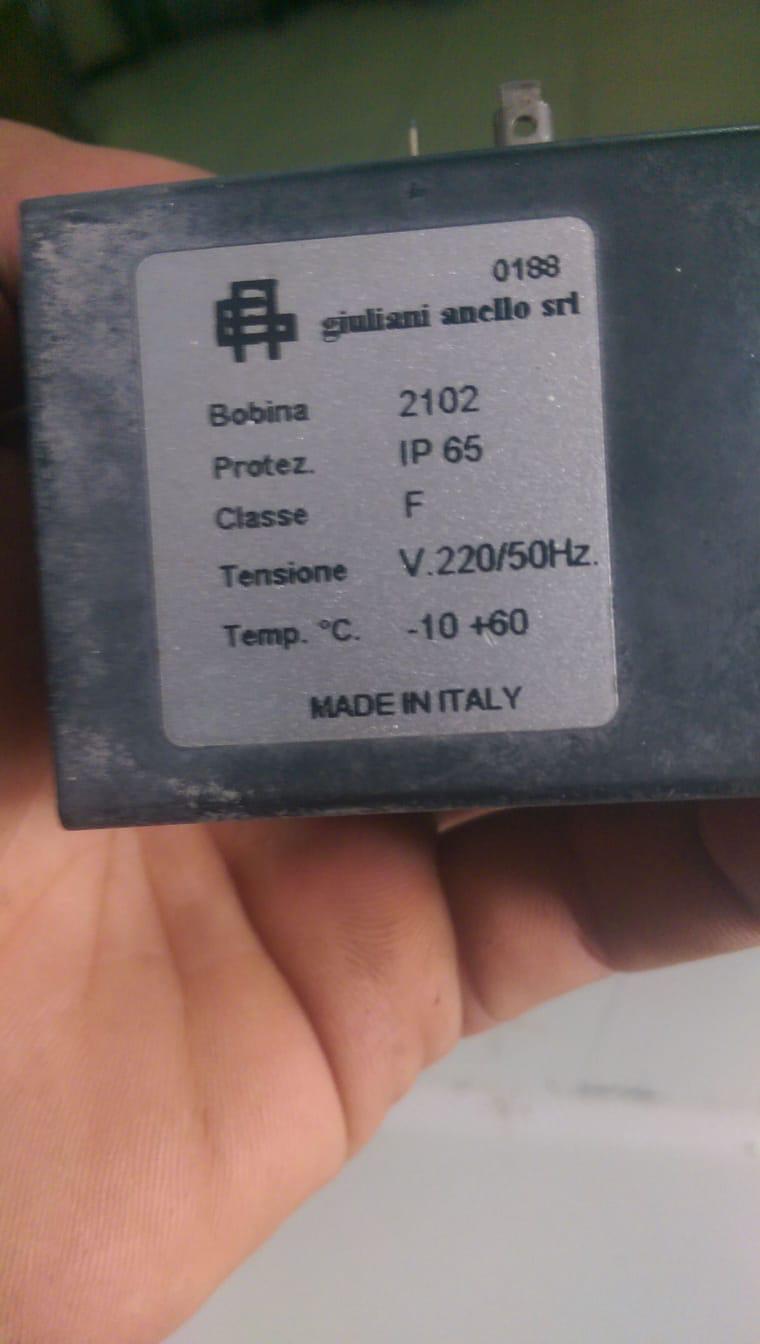 0188
giuliani anello srl
Bobina 2102
Protez. IP 65
Classe F
Tensione V.220/50Hz.
Temp. °C. -10 +60
MADE IN ITALY